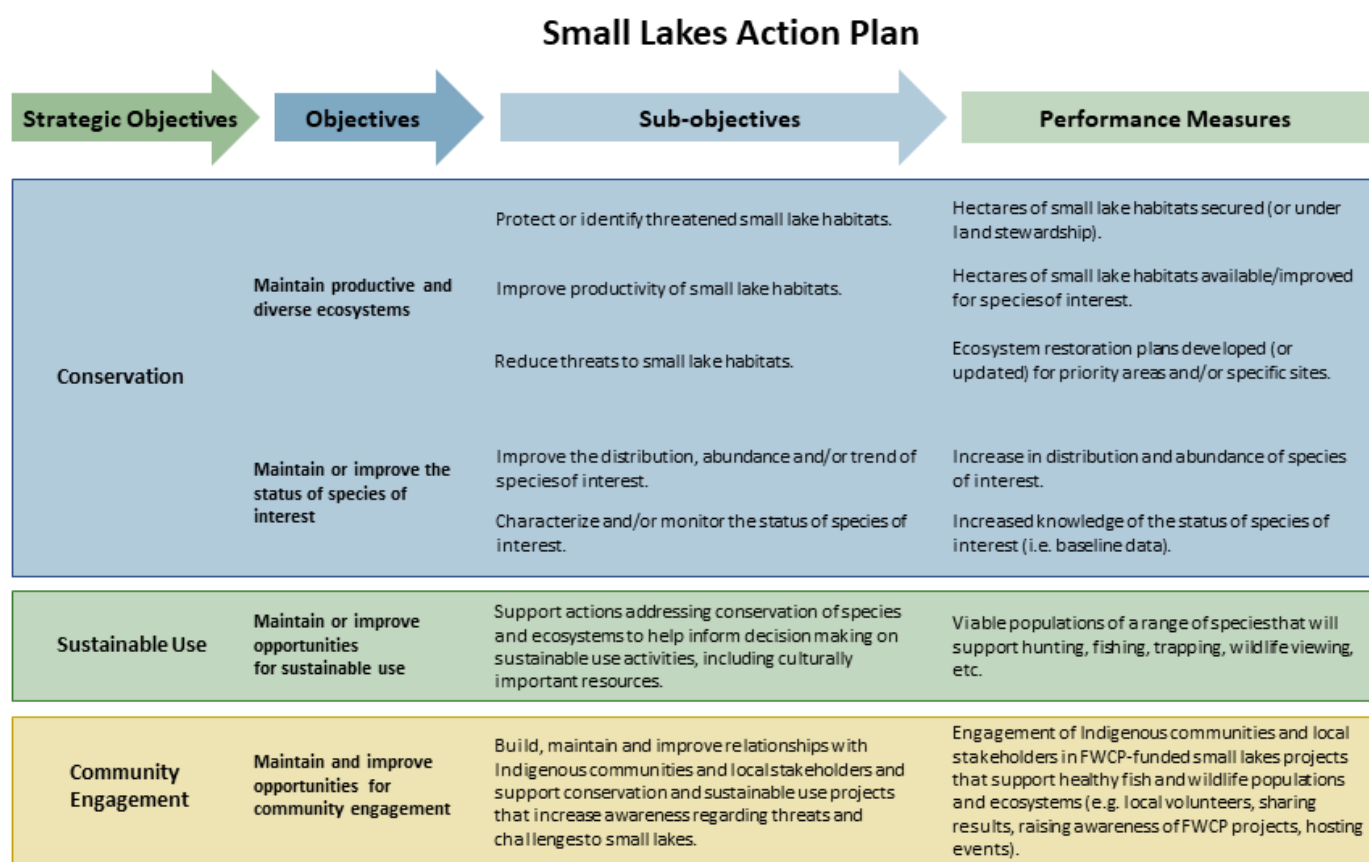 Small Lakes Action Plan
Strategic Objectives
Objectives
Sub-objectives
Performance Measures
Conservation
Maintain productive and
diverse ecosystems
Protect or identify threatened small lake habitats.
Hectares of small lake habitats secured (or under
land stewardship).
Improve productivity of small lake habitats.
Hectares of small lake habitats available/improved
for species of interest.
Reduce threats to small lake habitats.
Ecosystem restoration plans developed (or
updated) for priority areas and/or specific sites.
Maintain or improve the
status of species of
interest
Improve the distribution, abundance and/or trend of
species of interest.
Increase in distribution and abundance of species
of interest.
Characterize and/or monitor the status of species of
interest.
Increased knowledge of the status of species of
interest (i.e. baseline data).
Sustainable Use
Maintain or improve
opportunities
for sustainable use
Support actions addressing conservation of species
and ecosystems to help inform decision making on
sustainable use activities, including culturally
important resources.
Viable populations of a range of species that will
support hunting, fishing, trapping, wildlife viewing,
etc.
Community
Engagement
Maintain and improve
opportunities for
community engagement
Build, maintain and improve relationships with
Indigenous communities and local stakeholders and
support conservation and sustainable use projects
that increase awareness regarding threats and
challenges to small lakes.
Engagement of Indigenous communities and local
stakeholders in FWCP-funded small lakes projects
that support healthy fish and wildlife populations
and ecosystems (e.g. local volunteers, sharing
results, raising awareness of FWCP projects, hosting
events).